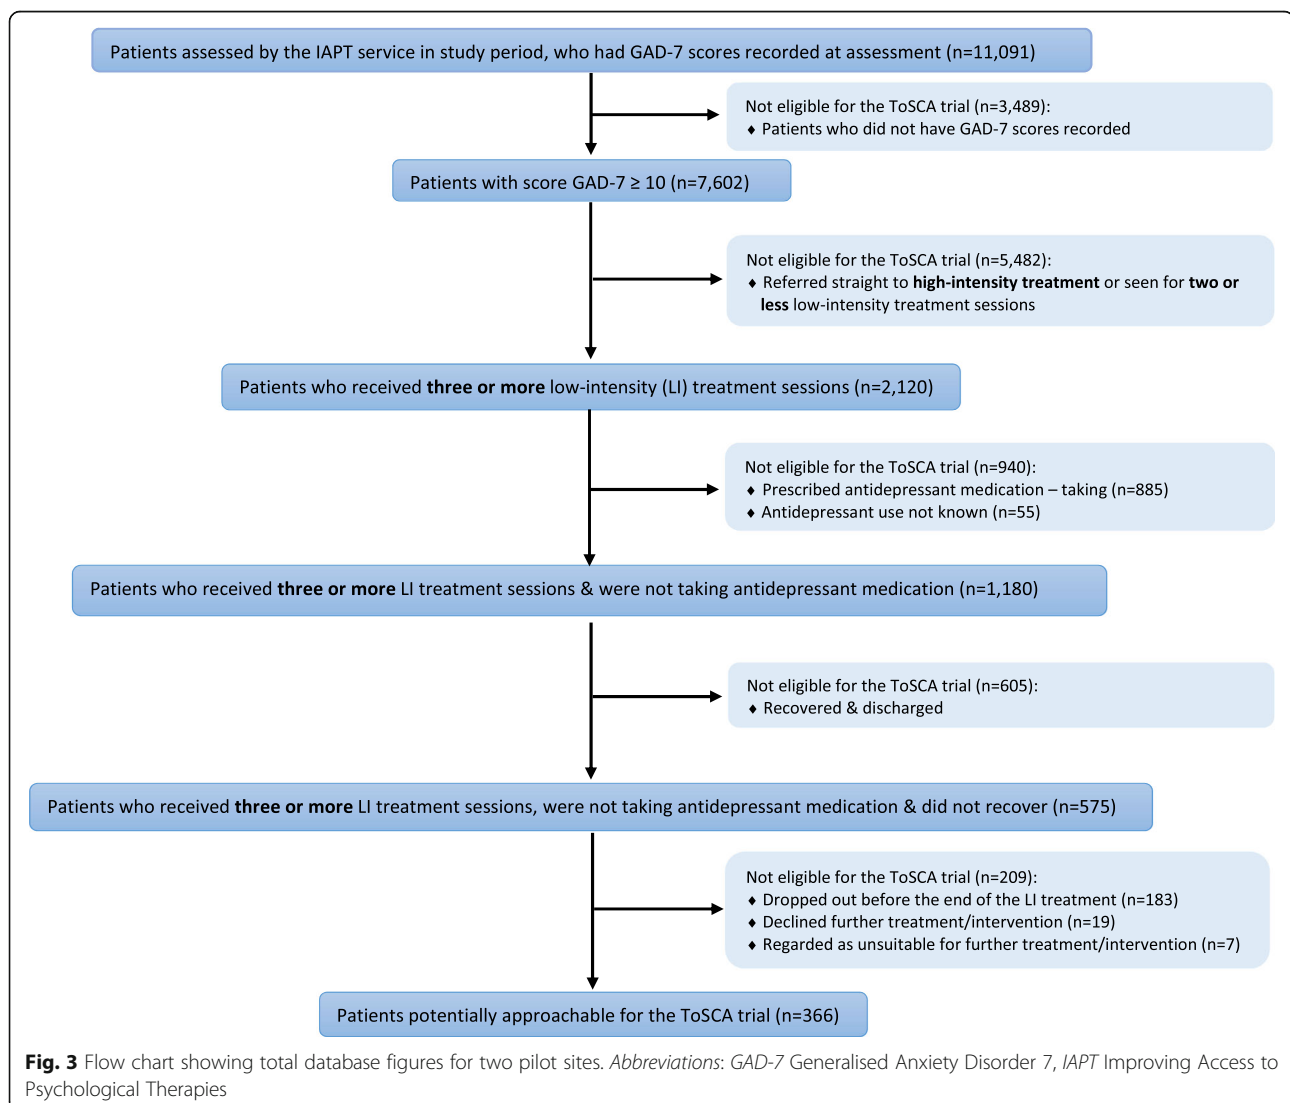 Patients assessed by the IAPT service in study period, who had GAD-7 scores recorded at assessment (n=11,091)
Not eligible for the ToSCA trial (n=3,489):
♦ Patients who did not have GAD-7 scores recorded
Patients with score GAD-7 ≥ 10 (n=7,602)
Not eligible for the ToSCA trial (n=5,482):
♦ Referred straight to high-intensity treatment or seen for two or
less low-intensity treatment sessions
Patients who received three or more low-intensity (LI) treatment sessions (n=2,120)
Not eligible for the ToSCA trial (n=940):
♦ Prescribed antidepressant medication – taking (n=885)
♦ Antidepressant use not known (n=55)
Patients who received three or more LI treatment sessions & were not taking antidepressant medication (n=1,180)
Not eligible for the ToSCA trial (n=605):
♦ Recovered & discharged
Patients who received three or more LI treatment sessions, were not taking antidepressant medication & did not recover (n=575)
Not eligible for the ToSCA trial (n=209):
♦ Dropped out before the end of the LI treatment (n=183)
♦ Declined further treatment/intervention (n=19)
♦ Regarded as unsuitable for further treatment/intervention (n=7)
Patients potentially approachable for the ToSCA trial (n=366)
Fig. 3 Flow chart showing total database figures for two pilot sites. Abbreviations: GAD-7 Generalised Anxiety Disorder 7, IAPT Improving Access to
Psychological Therapies